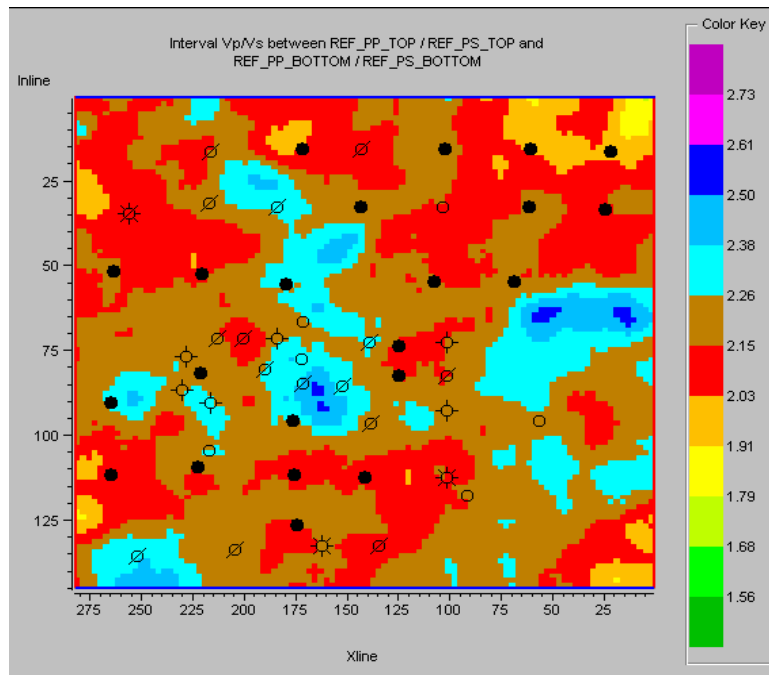 Color Key
Interval Vp/Vs between REF_PP_TOP / REF_PS_TOP and
REF_PP_BOTTOM / REF_PS_BOTTOM
Inline
25
50
75
100
125
275 250 225 200 175 150 125 100 75 50 25
Xline
2.73
2.61
2.50
2.38
2.26
2.15
2.03
1.91
1.79
1.68
1.56